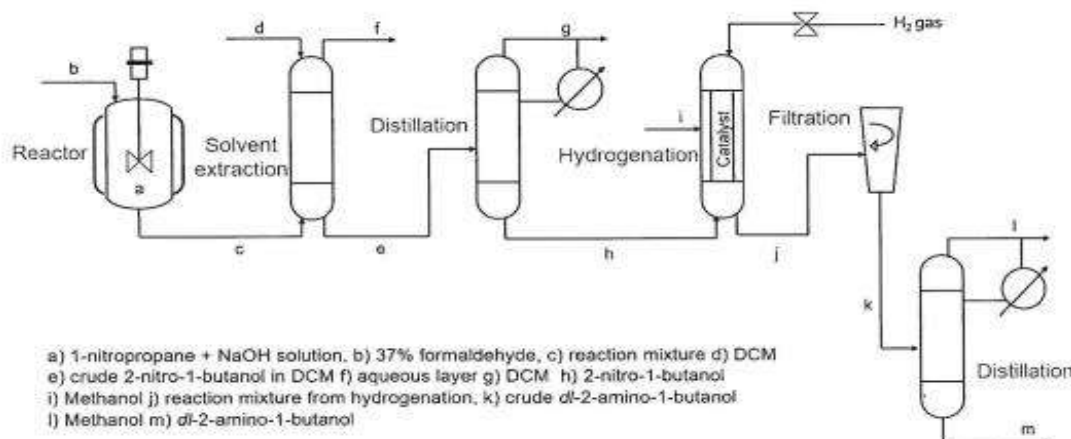 d
f
g
H₂ gas
b
Distillation
i
Hydrogenation
Catalyst
Filtration
Reactor
a
Solvent
extraction
c
e
h
j
l
k
Distillation
m
a) 1-nitropropane + NaOH solution, b) 37% formaldehyde, c) reaction mixture d) DCM
e) crude 2-nitro-1-butanol in DCM f) aqueous layer g) DCM h) 2-nitro-1-butanol
i) Methanol j) reaction mixture from hydrogenation, k) crude dl-2-amino-1-butanol
l) Methanol m) dl-2-amino-1-butanol